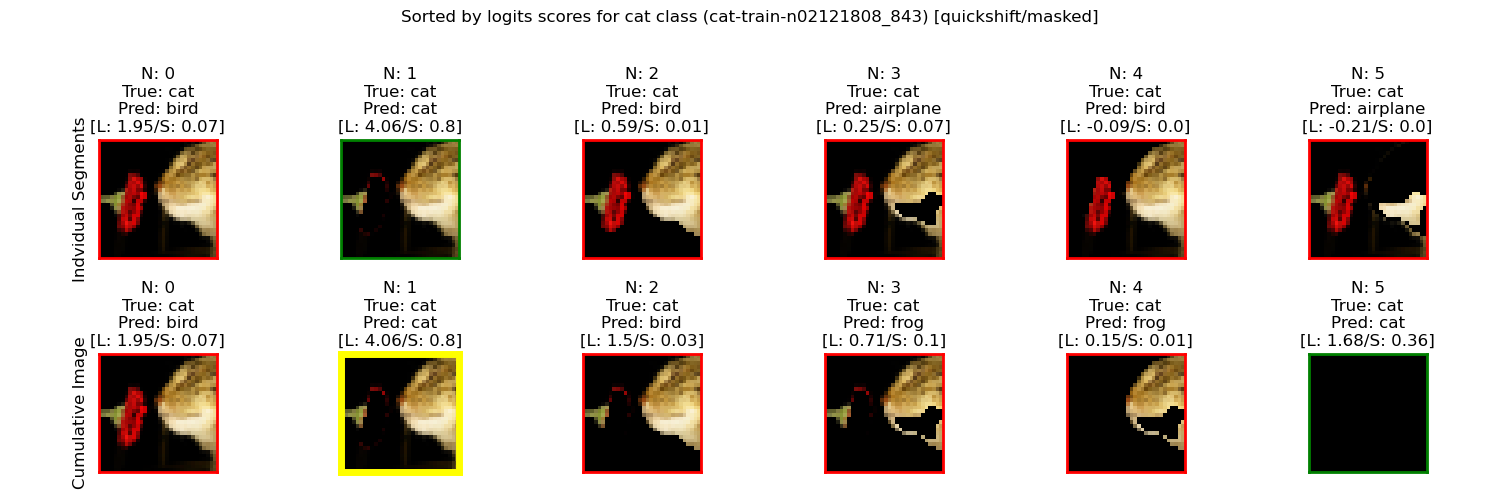 Sorted by logits scores for cat class (cat-train-n02121808_843) [quickshift/masked]
Indvidual Segments
N: 0
True: cat
Pred: bird
[L: 1.95/S: 0.07]
N: 1
True: cat
Pred: cat
[L: 4.06/S: 0.8]
N: 2
True: cat
Pred: bird
[L: 0.59/S: 0.01]
N: 3
True: cat
Pred: airplane
[L: 0.25/S: 0.07]
N: 4
True: cat
Pred: bird
[L: -0.09/S: 0.0]
N: 5
True: cat
Pred: airplane
[L: -0.21/S: 0.0]
Cumulative Image
N: 0
True: cat
Pred: bird
[L: 1.95/S: 0.07]
N: 1
True: cat
Pred: cat
[L: 4.06/S: 0.8]
N: 2
True: cat
Pred: bird
[L: 1.5/S: 0.03]
N: 3
True: cat
Pred: frog
[L: 0.71/S: 0.1]
N: 4
True: cat
Pred: frog
[L: 0.15/S: 0.01]
N: 5
True: cat
Pred: cat
[L: 1.68/S: 0.36]